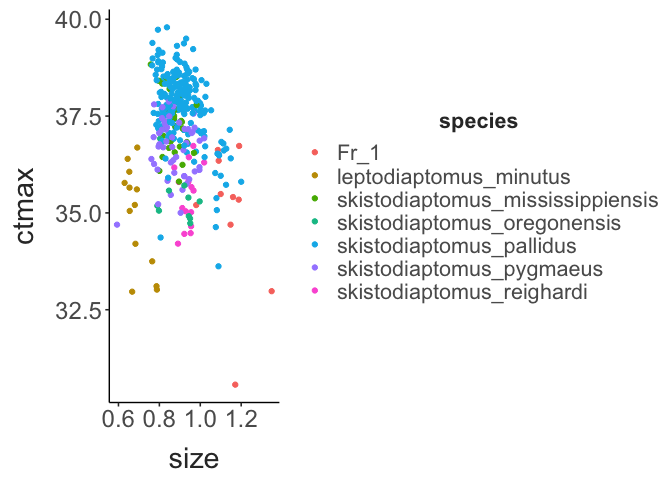 40.0
37.5
35.0
32.5
ctmax
0.6 0.8 1.0 1.2
size
species
Fr_1
leptodiaptomus_minutus
skistodiaptomus_mississippiensis
skistodiaptomus_oregonensis
skistodiaptomus_pallidus
skistodiaptomus_pygmaeus
skistodiaptomus_reighardi